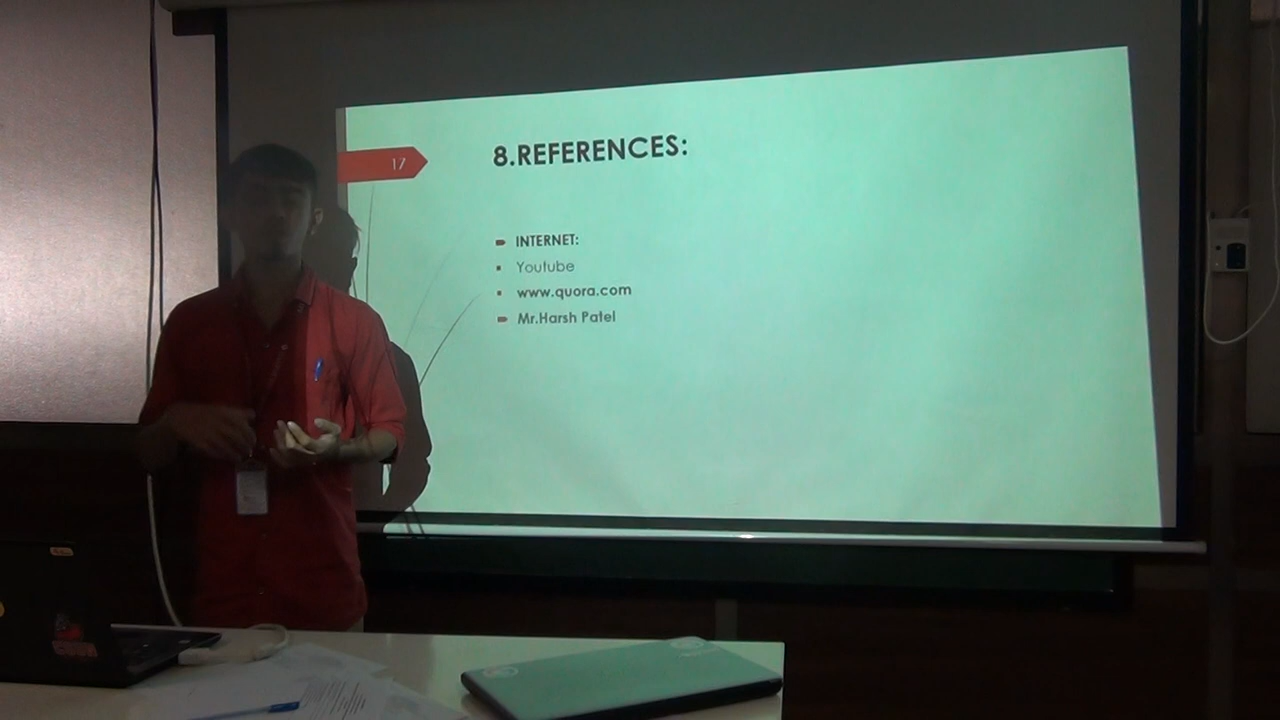 17
8.REFERENCES:
INTERNET:
Youtube
www.quora.com
Mr.Harsh Patel